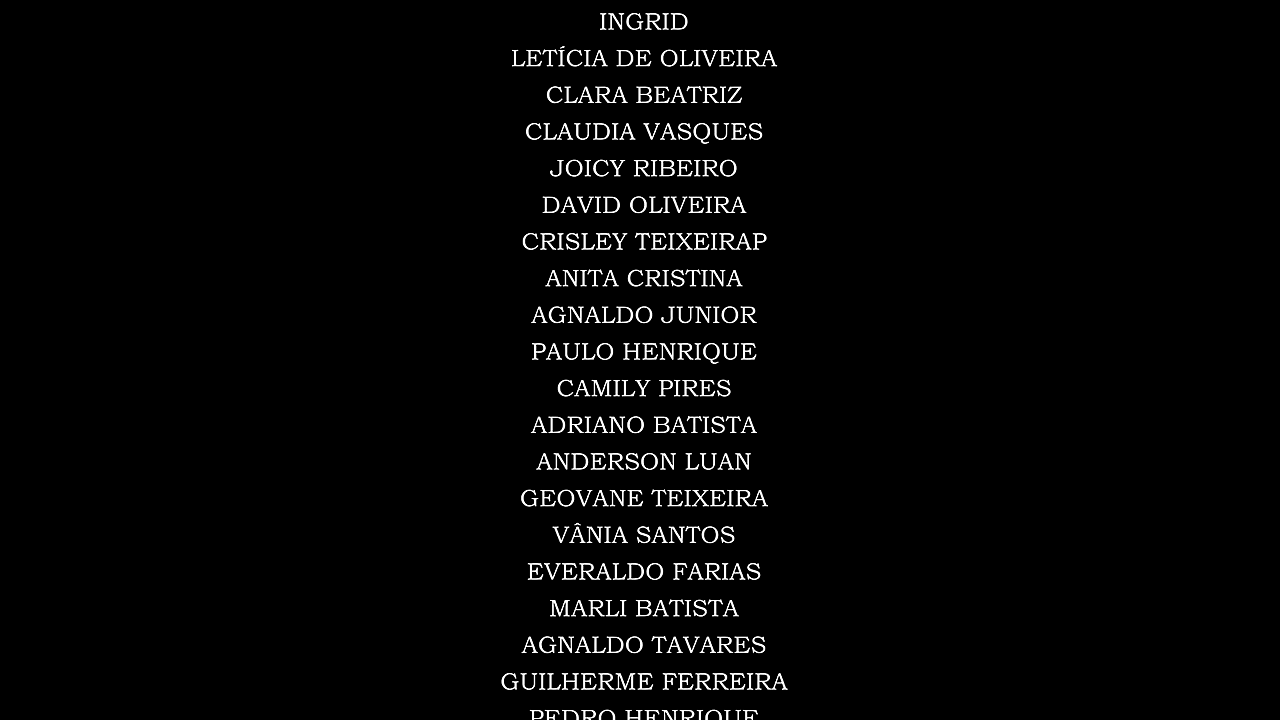 INGRID
LETÍCIA DE OLIVEIRA
CLARA BEATRIZ
CLAUDIA VASQUES
JOICY RIBEIRO
DAVID OLIVEIRA
CRISLEY TEIXEIRAP
ANITA CRISTINA
AGNALDO JUNIOR
PAULO HENRIQUE
CAMILY PIRES
ADRIANO BATISTA
ANDERSON LUAN
GEOVANE TEIXEIRA
VÂNIA SANTOS
EVERALDO FARIAS
MARLI BATISTA
AGNALDO TAVARES
GUILHERME FERREIRA
PEDRO HENRIQUE